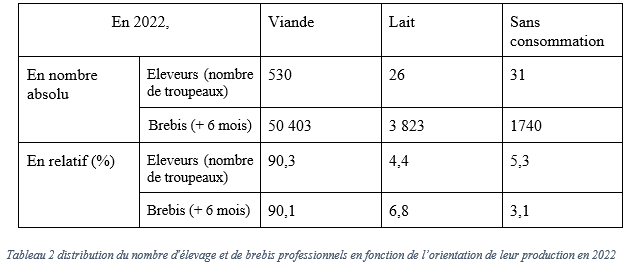 En 2022, Viande Lait Sans
consommation
En nombre Eleveurs (nombre 530 26 31
absolu de troupeaux)
Brebis (+ 6 mois) 50 403 3 823 1740
En relatif (%) Eleveurs (nombre 90,3 4,4 5,3
de troupeaux)
Brebis (+ 6 mois) 90,1 6,8 3,1
Tableau 2 distribution du nombre d'élevage et de brebis professionnels en fonction de l'orientation de leur production en 2022